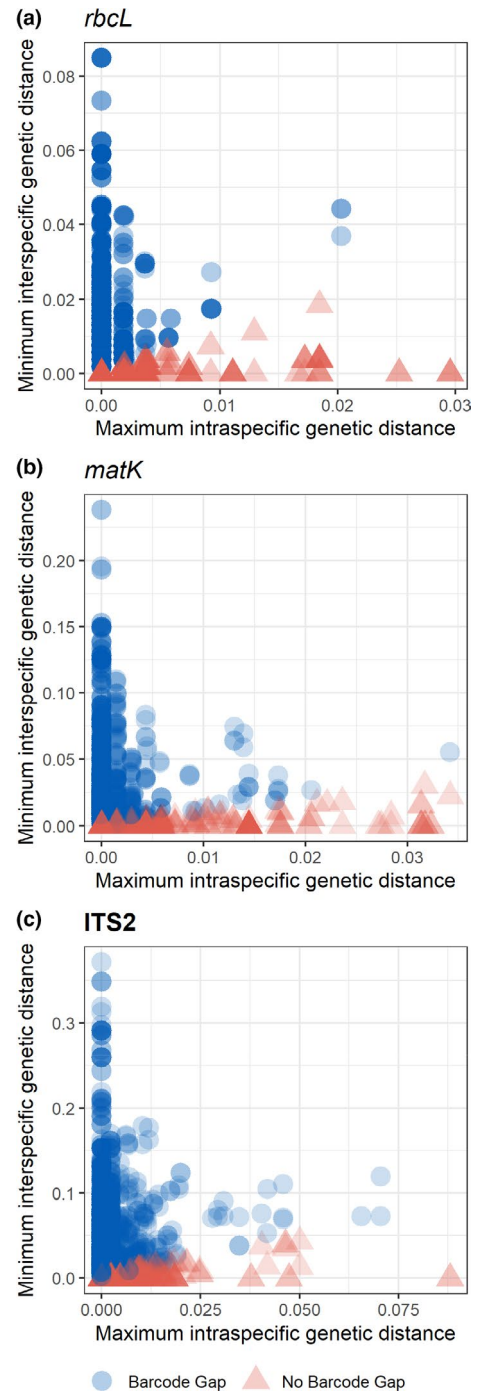 (a) rbcL
Minimum interspecific genetic distance
0.08
0.06
0.04
0.02
0.00
0.00 0.01 0.02 0.03
Maximum intraspecific genetic distance
(b) matK
Minimum interspecific genetic distance
0.20
0.15
0.10
0.05
0.00
0.00 0.01 0.02 0.03
Maximum intraspecific genetic distance
(c) ITS2
Minimum interspecific genetic distance
0.3
0.2
0.1
0.0
0.000 0.025 0.050 0.075
Maximum intraspecific genetic distance
Barcode Gap No Barcode Gap